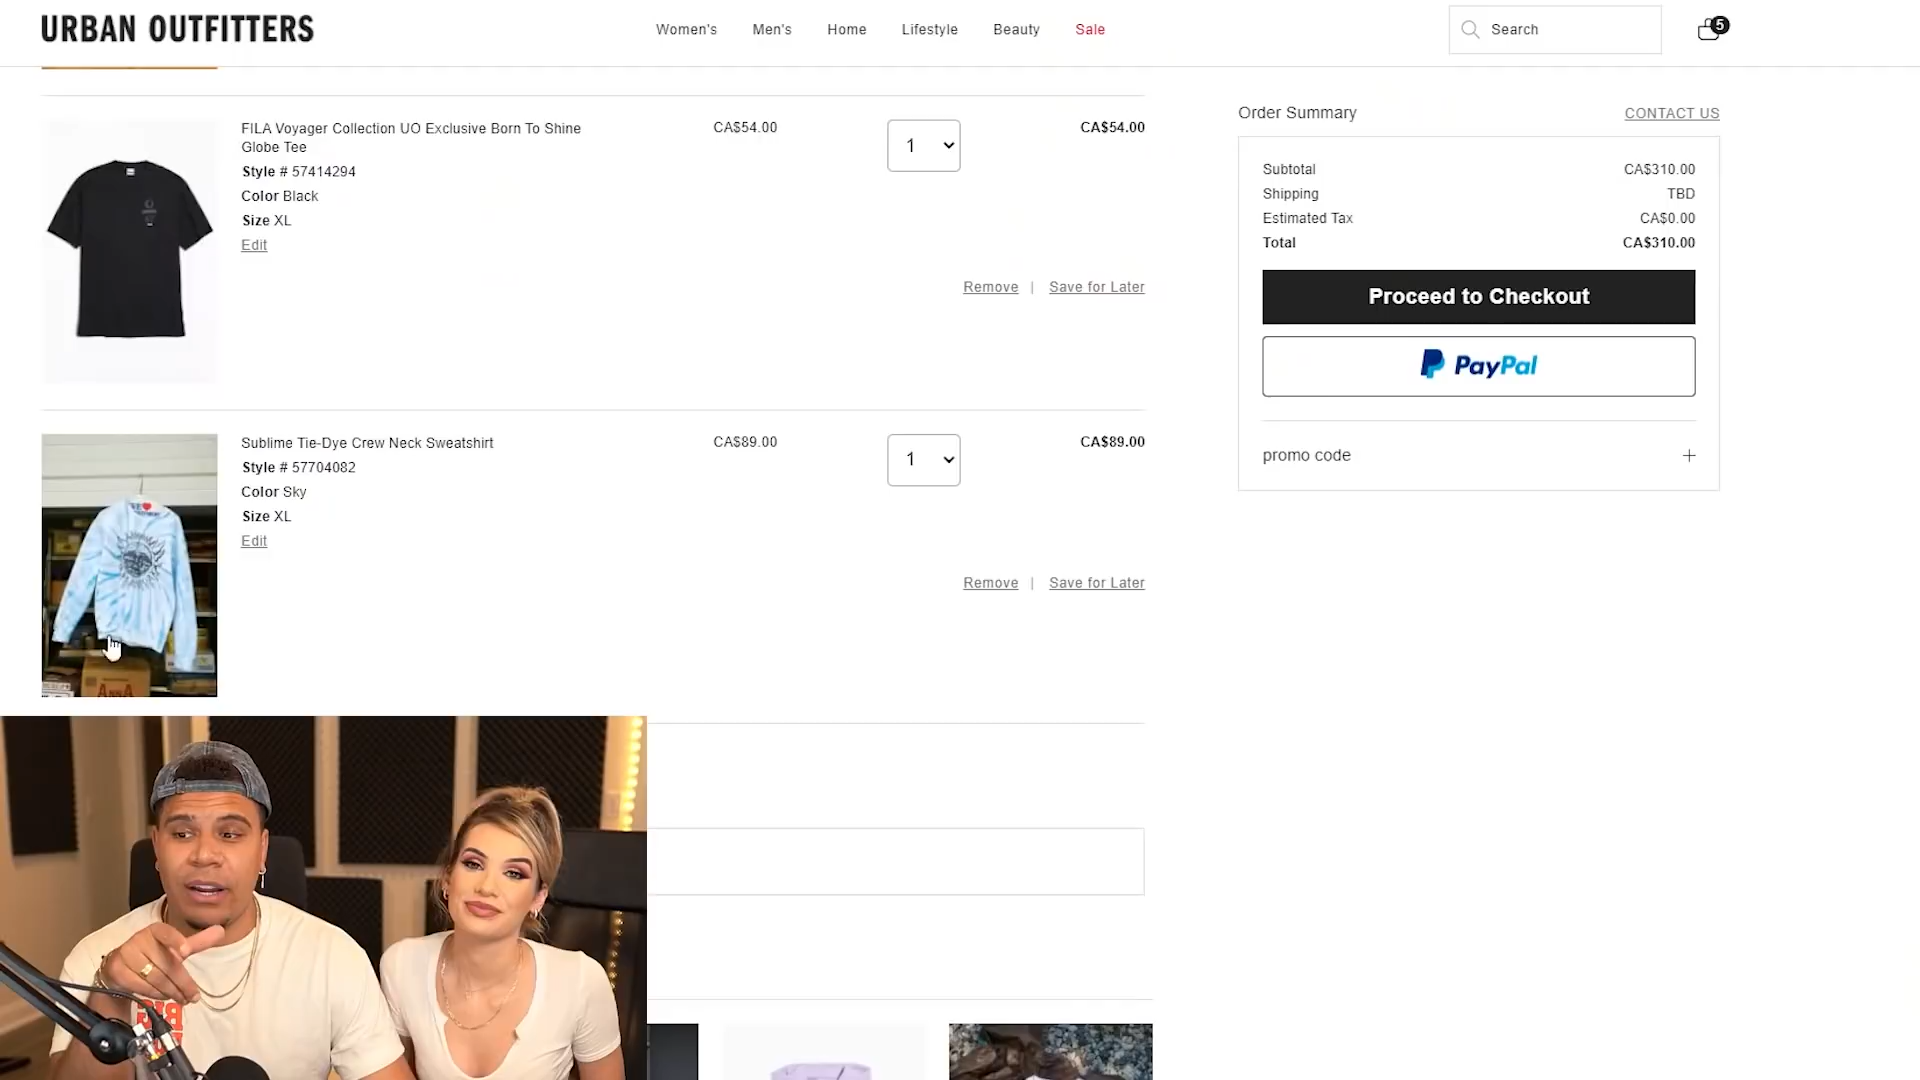 URBAN OUTFITTERS
Women's
Men's
Home
Lifestyle
Beauty
Sale
Search
5
FILA Voyager Collection UO Exclusive Born To Shine
Globe Tee
Style # 57414294
Color Black
Size XL
Edit
CA$54.00
1
CA$54.00
Remove | Save for Later
Sublime Tie-Dye Crew Neck Sweatshirt
Style # 57704082
Color Sky
Size XL
Edit
CA$89.00
1
CA$89.00
Remove | Save for Later
Order Summary
CONTACT US
Subtotal CA$310.00
Shipping TBD
Estimated Tax CA$0.00
Total CA$310.00
Proceed to Checkout
PayPal
promo code